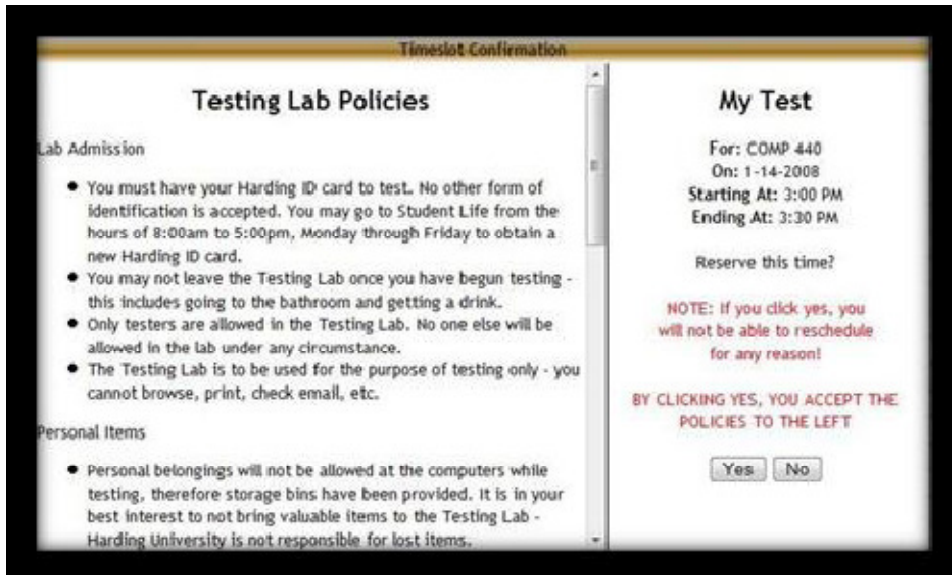 Timeslot Confirmation
Testing Lab Policies
Lab Admission
You must have your Harding ID card to test. No other form of
identification is accepted. You may go to Student Life from the
hours of 8:00am to 5:00pm, Monday through Friday to obtain a
new Harding ID card.
You may not leave the Testing Lab once you have begun testing -
this includes going to the bathroom and getting a drink.
Only testers are allowed in the Testing Lab. No one else will be
allowed in the lab under any circumstance.
The Testing Lab is to be used for the purpose of testing only - you
cannot browse, print, check email, etc.
Personal Items
Personal belongings will not be allowed at the computers while
testing, therefore storage bins have been provided. It is in your
best interest to not bring valuable items to the Testing Lab -
Harding University is not responsible for lost items.
My Test
For: COMP 440
On: 1-14-2008
Starting At: 3:00 PM
Ending At: 3:30 PM
Reserve this time?
NOTE: If you click yes, you
will not be able to reschedule
for any reason!
BY CLICKING YES, YOU ACCEPT THE
POLICIES TO THE LEFT
Yes No